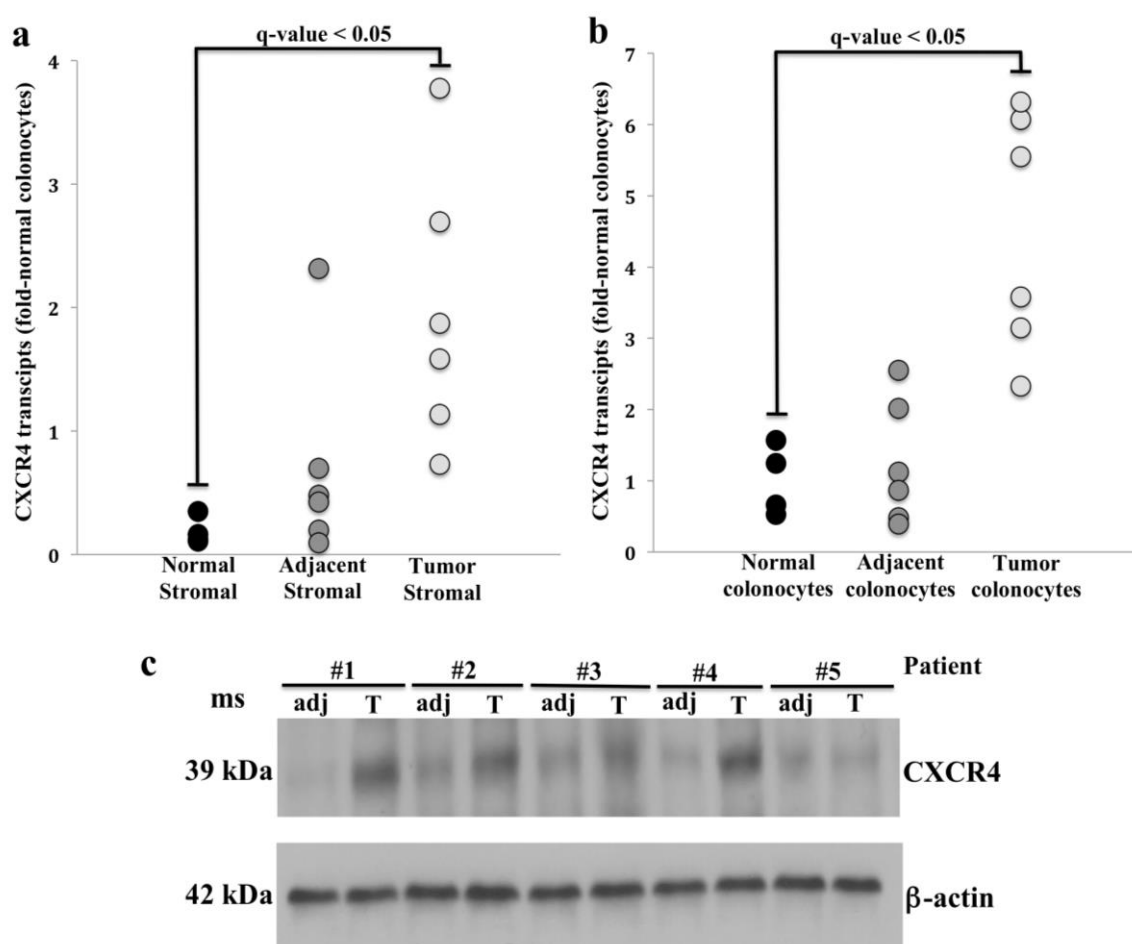 a
q-value < 0.05
CXCR4 transcipts (fold-normal colonocytes)
4
3
2
1
0
Normal Stromal
Adjacent Stromal
Tumor Stromal
b
q-value < 0.05
CXCR4 transcipts (fold-normal colonocytes)
7
6
5
4
3
2
1
0
Normal colonocytes
Adjacent colonocytes
Tumor colonocytes
c
#1 #2 #3 #4 #5 Patient
ms adj T adj T adj T adj T adj T
39 kDa CXCR4
42 kDa β-actin